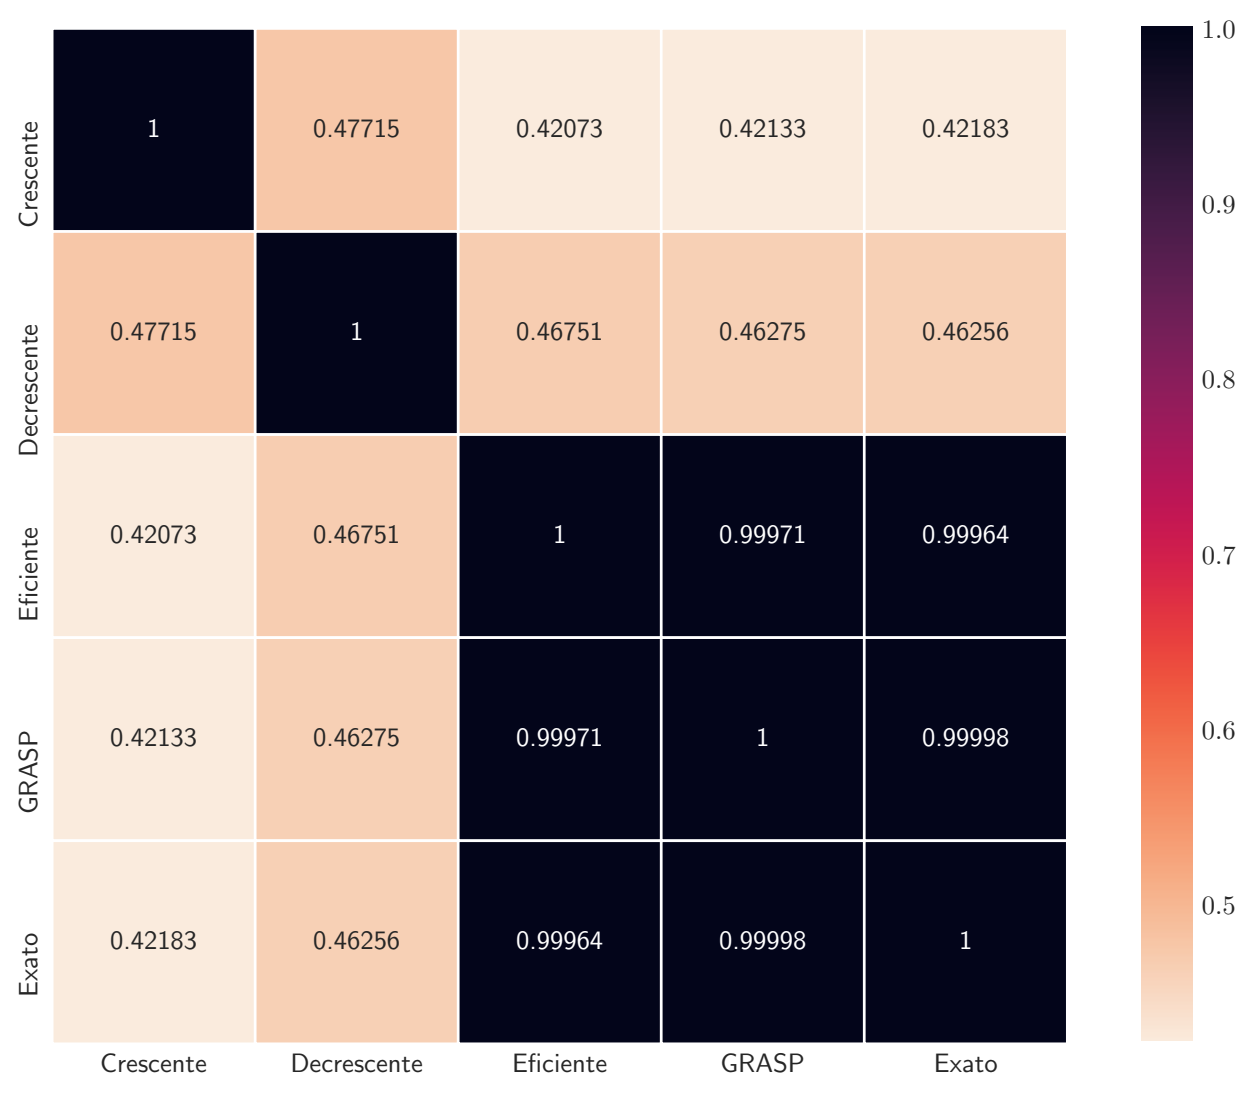 1.0
Crescente 1 0.47715 0.42073 0.42133 0.42183
0.9
Decrescente 0.47715 1 0.46751 0.46275 0.46256
0.8
Eficiente 0.42073 0.46751 1 0.99971 0.99964
0.7
GRASP 0.42133 0.46275 0.99971 1 0.99998
0.6
Exato 0.42183 0.46256 0.99964 0.99998 1
0.5
Crescente Decrescente Eficiente GRASP Exato